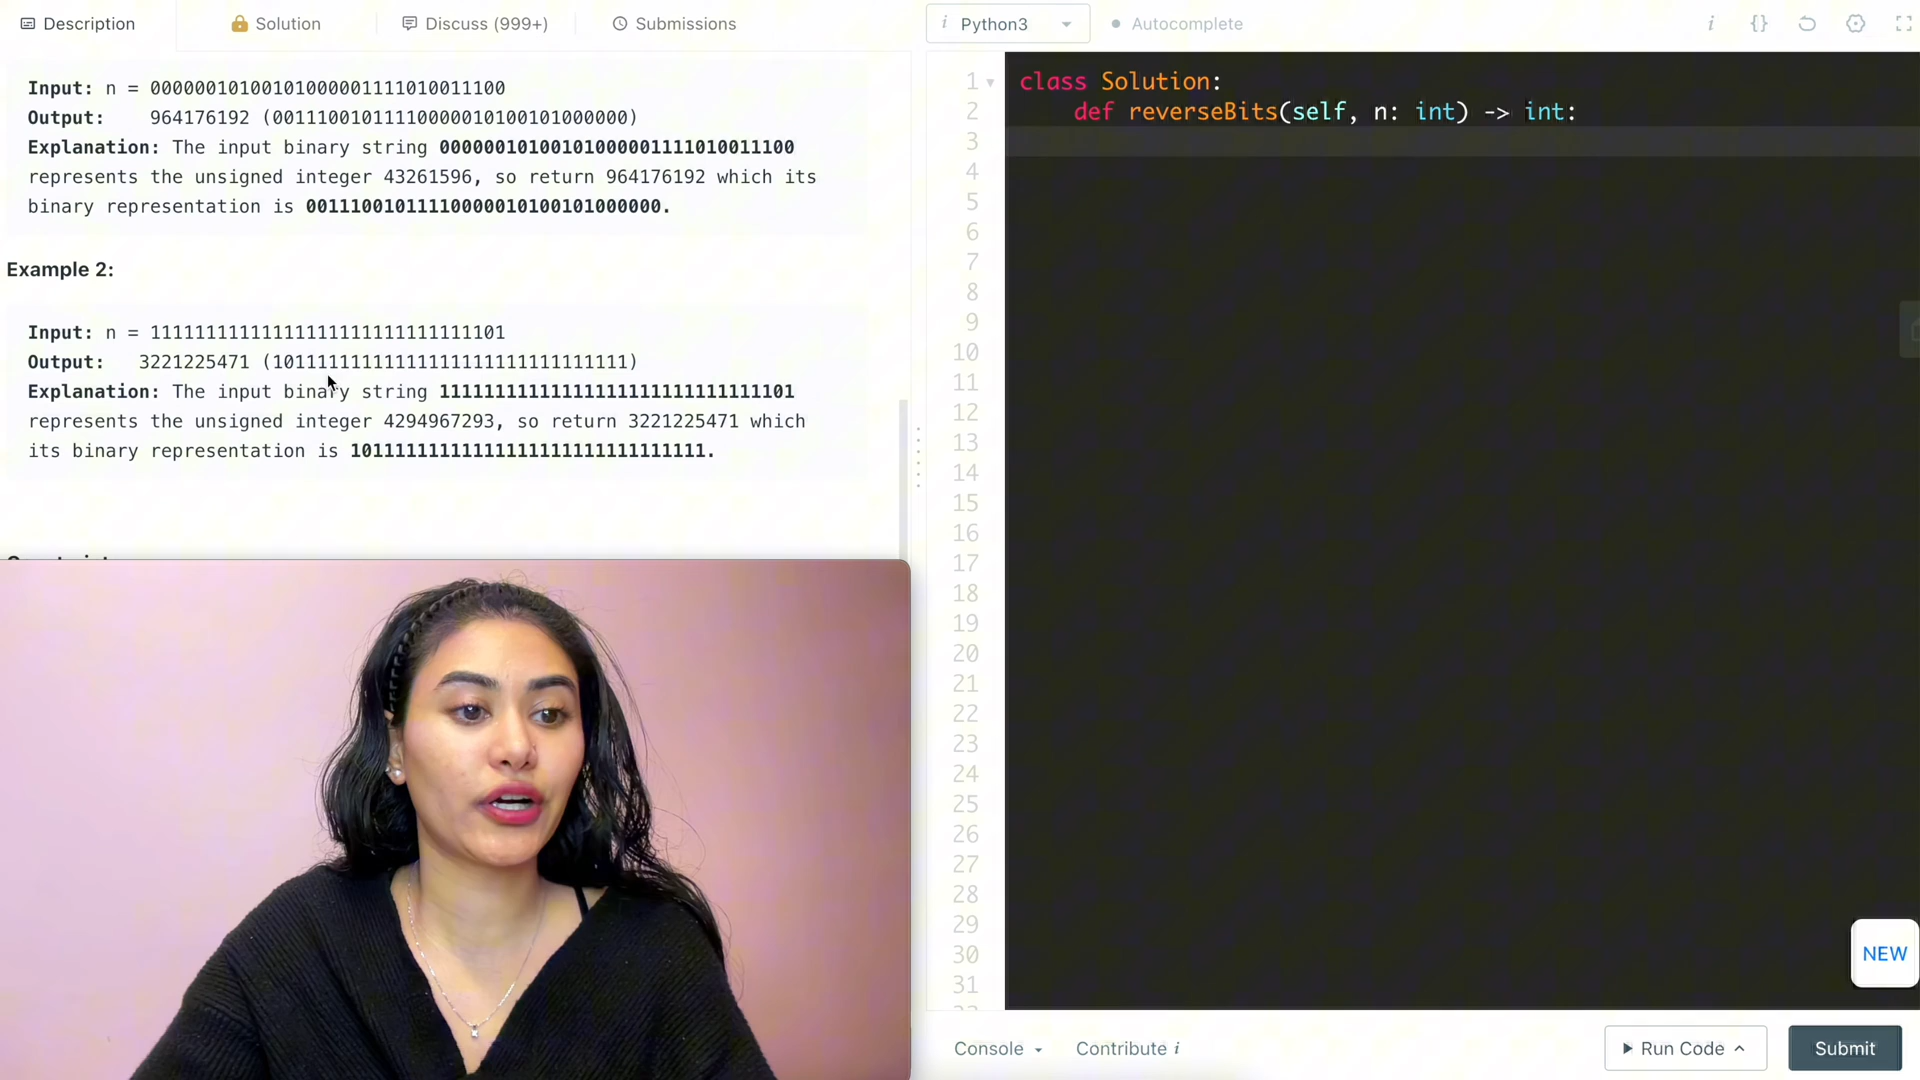 Description
Solution
Discuss (999+)
Submissions
i Python3
Autocomplete
Input: n = 00000010100101000001111010011100
Output: 964176192 (00111001011110000010100101000000)
Explanation: The input binary string 00000010100101000001111010011100
represents the unsigned integer 43261596, so return 964176192 which its
binary representation is 00111001011110000010100101000000.
Example 2:
Input: n = 11111111111111111111111111111101
Output: 3221225471 (10111111111111111111111111111111)
Explanation: The input binary string 11111111111111111111111111111101
represents the unsigned integer 4294967293, so return 3221225471 which
its binary representation is 10111111111111111111111111111111.
1 class Solution:
2 def reverseBits(self, n: int) -> int:
3
4
5
6
7
8
9
10
11
12
13
14
15
16
17
18
19
20
21
22
23
24
25
26
27
28
29
30
31
NEW
Console
Contribute i
Run Code
Submit